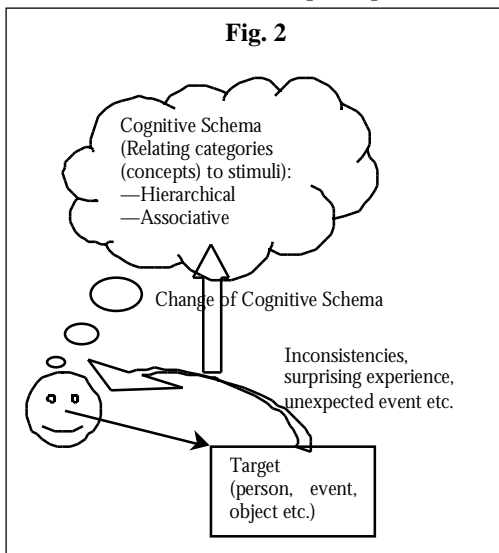 Fig. 2
Cognitive Schema
(Relating categories
(concepts) to stimuli):
—Hierarchical
—Associative
Change of Cognitive Schema
Inconsistencies,
surprising experience,
unexpected event etc.
Target
(person, event,
object etc.)